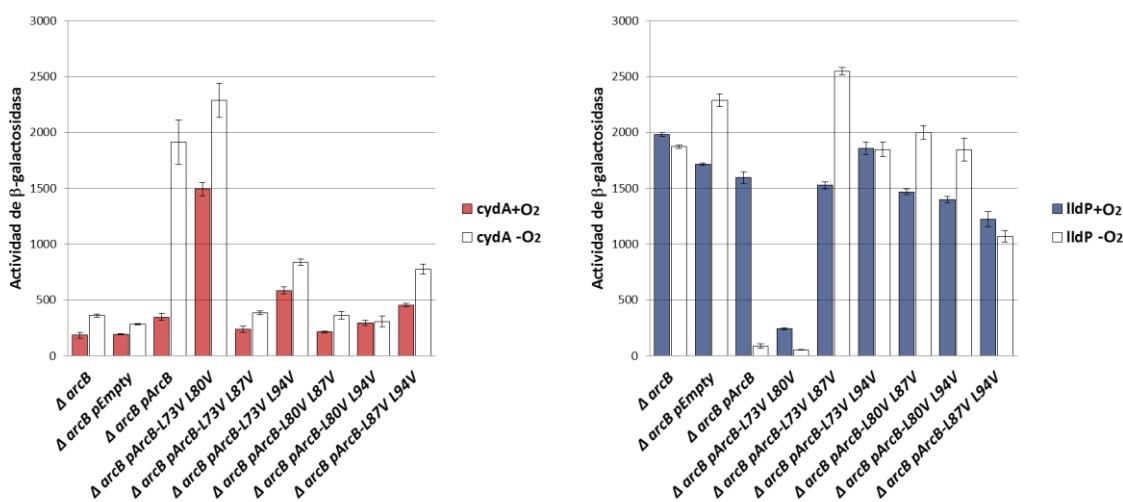 3000
2500
2000
1500
1000
500
0
Actividad de β-galactosidasa
cydA+O2
cydA -O2
Δ arcB
Δ arcB pEmpty
Δ arcB pArcB
Δ arcB pArcB-L73V L80V
Δ arcB pArcB-L73V L87V
Δ arcB pArcB-L73V L94V
Δ arcB pArcB-L80V L87V
Δ arcB pArcB-L80V L94V
Δ arcB pArcB-L87V L94V
3000
2500
2000
1500
1000
500
0
Actividad de β-galactosidasa
lldP+O2
lldP -O2
Δ arcB
Δ arcB pEmpty
Δ arcB pArcB
Δ arcB pArcB-L73V L80V
Δ arcB pArcB-L73V L87V
Δ arcB pArcB-L73V L94V
Δ arcB pArcB-L80V L87V
Δ arcB pArcB-L80V L94V
Δ arcB pArcB-L87V L94V